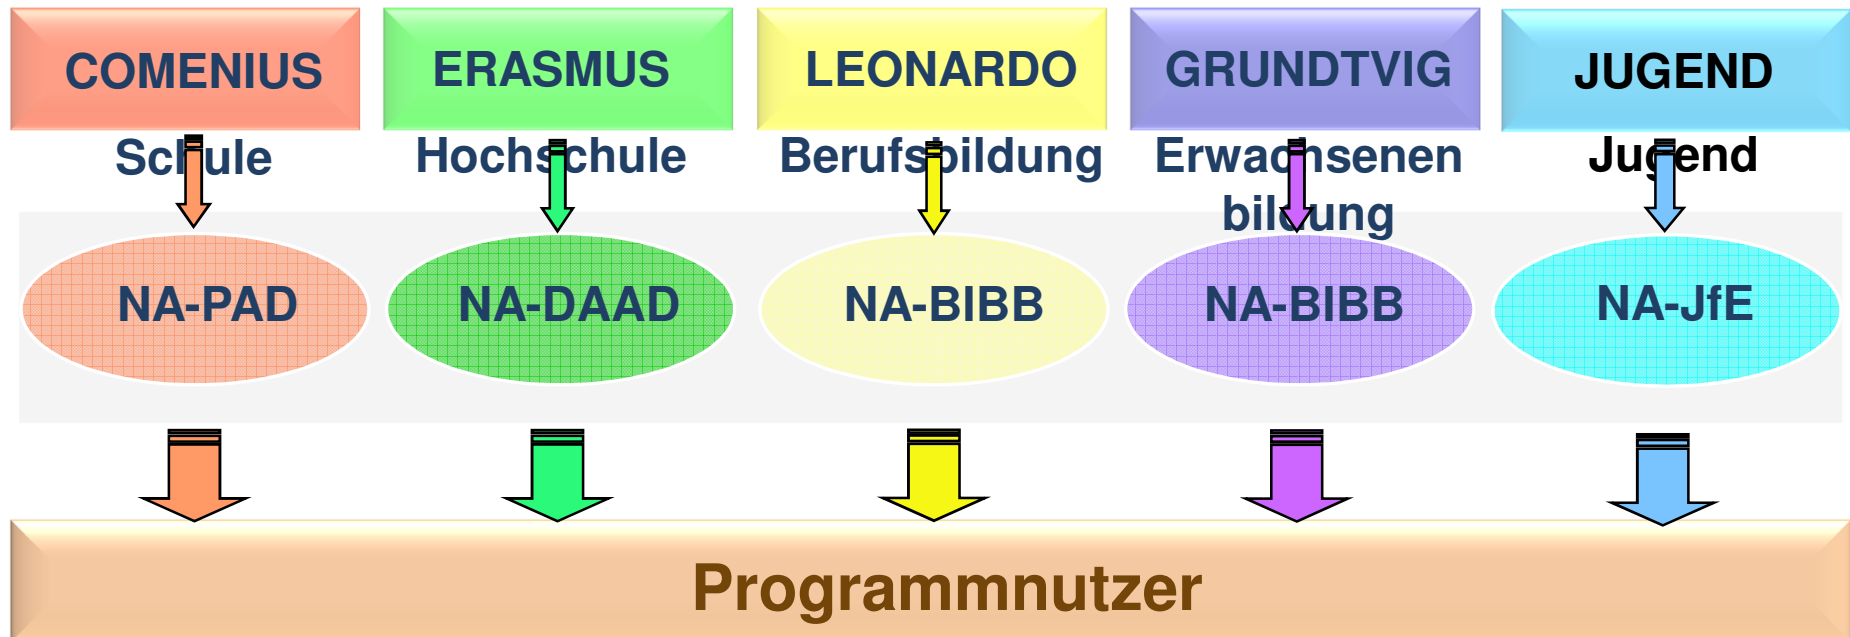 COMENIUS
ERASMUS
LEONARDO
GRUNDTVIG
JUGEND
Schule
Hochschule
Berufsbildung
Erwachsenen
bildung
Jugend
NA-PAD
NA-DAAD
NA-BIBB
NA-BIBB
NA-JfE
Programmnutzer